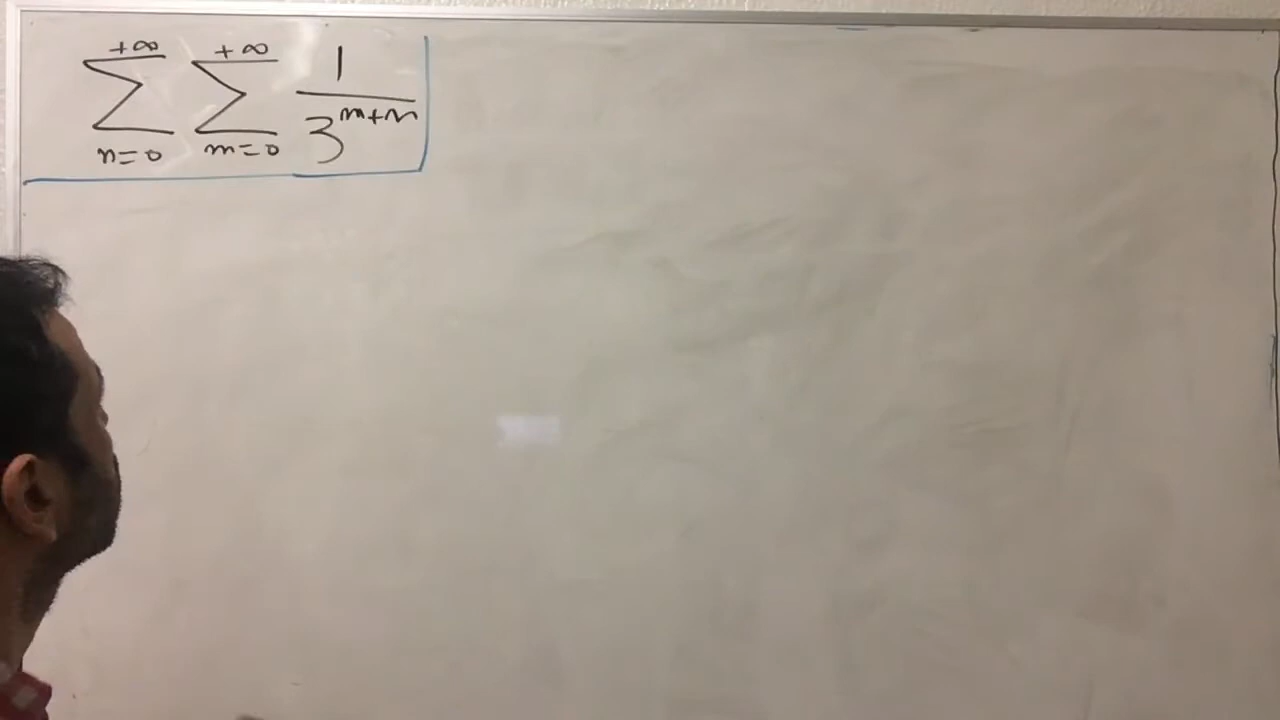 +∞ +∞ 1
∑ ∑ ———
n=0 m=0 3^{m+n}